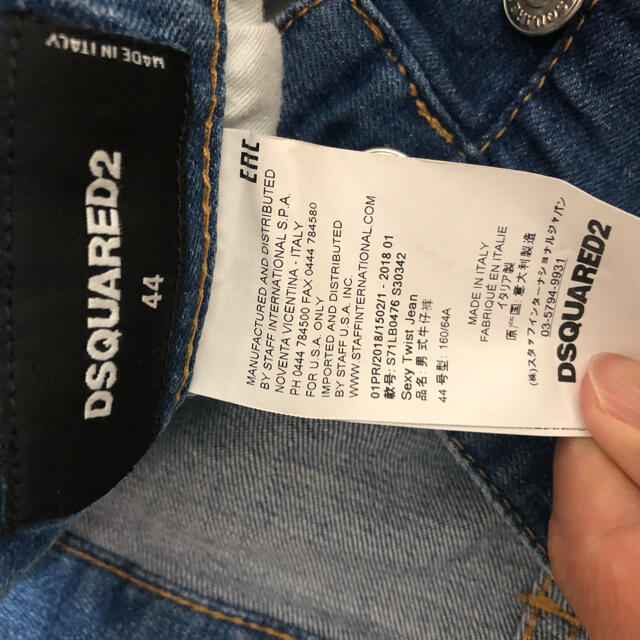 MADE IN ITALY
DSQUARED2
44
EAC
MANUFACTURED AND DISTRIBUTED
BY STAFF INTERNATIONAL S.P.A.
NOVENTA VICENTINA - ITALY
PH 0444 784500 FAX 0444 784580
FOR U.S.A. ONLY
IMPORTED AND DISTRIBUTED
BY STAFF U.S.A. INC.
WWW.STAFFINTERNATIONAL.COM
01PR/2018/1502/1 - 2018 01
款号: S71LB0476 S30342
Sexy Twist Jean
品名: 男式牛仔裤
44 号型: 160/64A
MADE IN ITALY
FABRIQUÉ EN ITALIE
イタリア製
原产国: 意大利製造
(株)スタッフインターナショナルジャパン
03-5794-9931
DSQUARED2